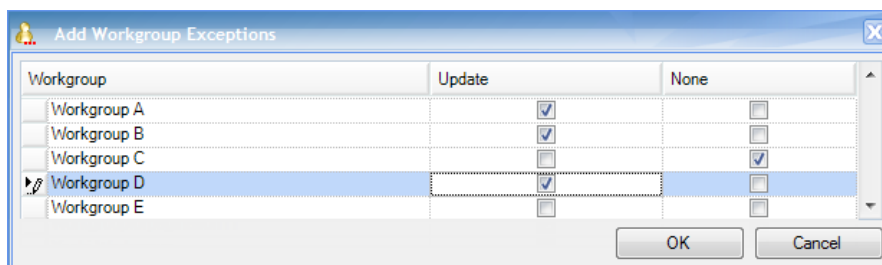 Add Workgroup Exceptions
Workgroup Update None
Workgroup A
Workgroup B
Workgroup C
Workgroup D
Workgroup E
OK Cancel